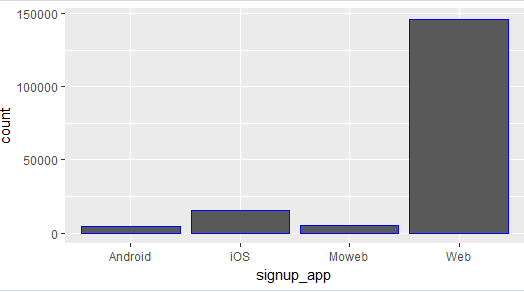 150000
100000
50000
0
count
Android iOS Moweb Web
signup_app